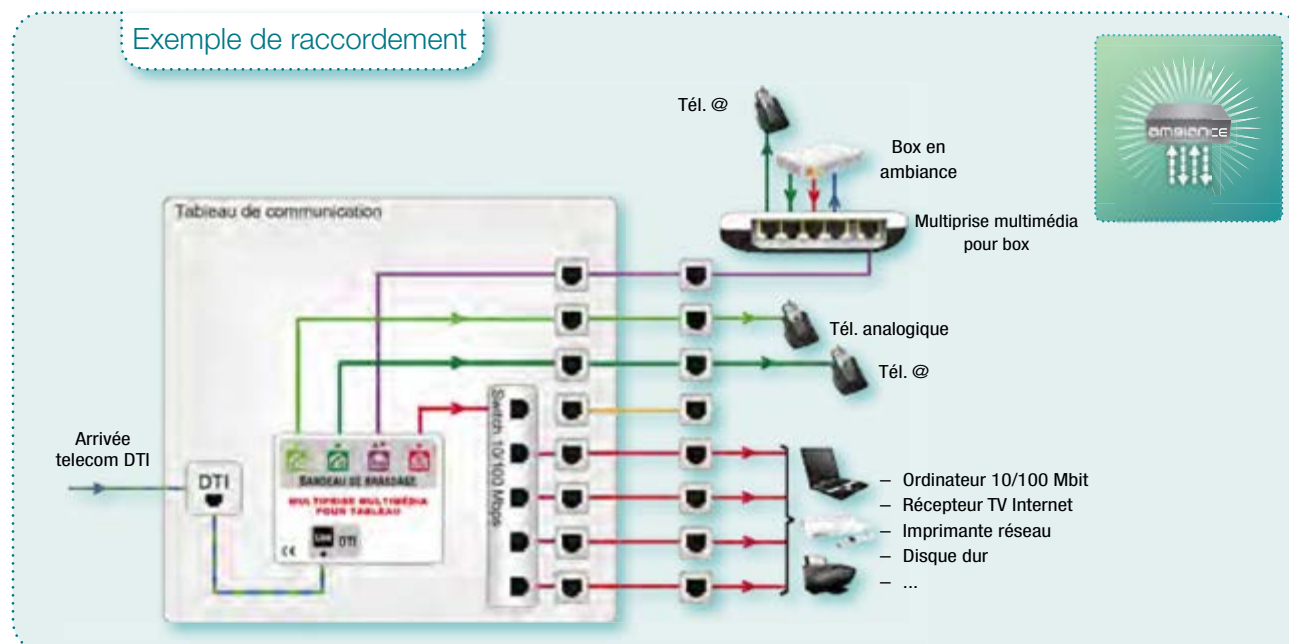 Exemple de raccordement
ambiance
Tél. @
Box en
ambiance
Multiprise multimédia
pour box
Tableau de communication
Tél. analogique
Tél. @
Switch 10/100 Mbps
Arrivée
telecom DTI
DTI
BANDEAU DE BRASSAGE
MULTIPRISE MULTIMÉDIA
POUR TABLEAU
DTI
CE
– Ordinateur 10/100 Mbit
– Récepteur TV Internet
– Imprimante réseau
– Disque dur
– ...